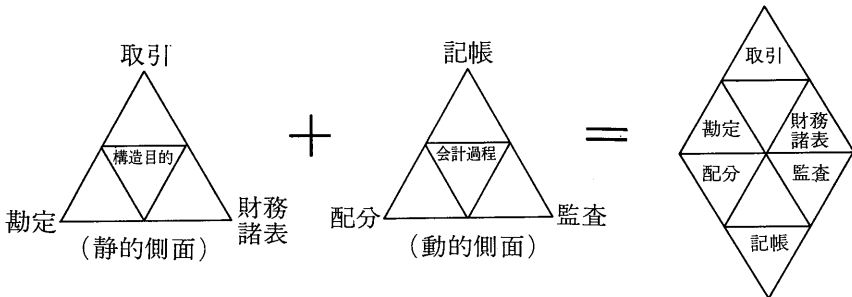 取引
構造目的
勘定
財務
諸表
(静的側面)
+
記帳
会計過程
配分
監査
(動的側面)
=
取引
勘定
財務
諸表
配分
監査
記帳